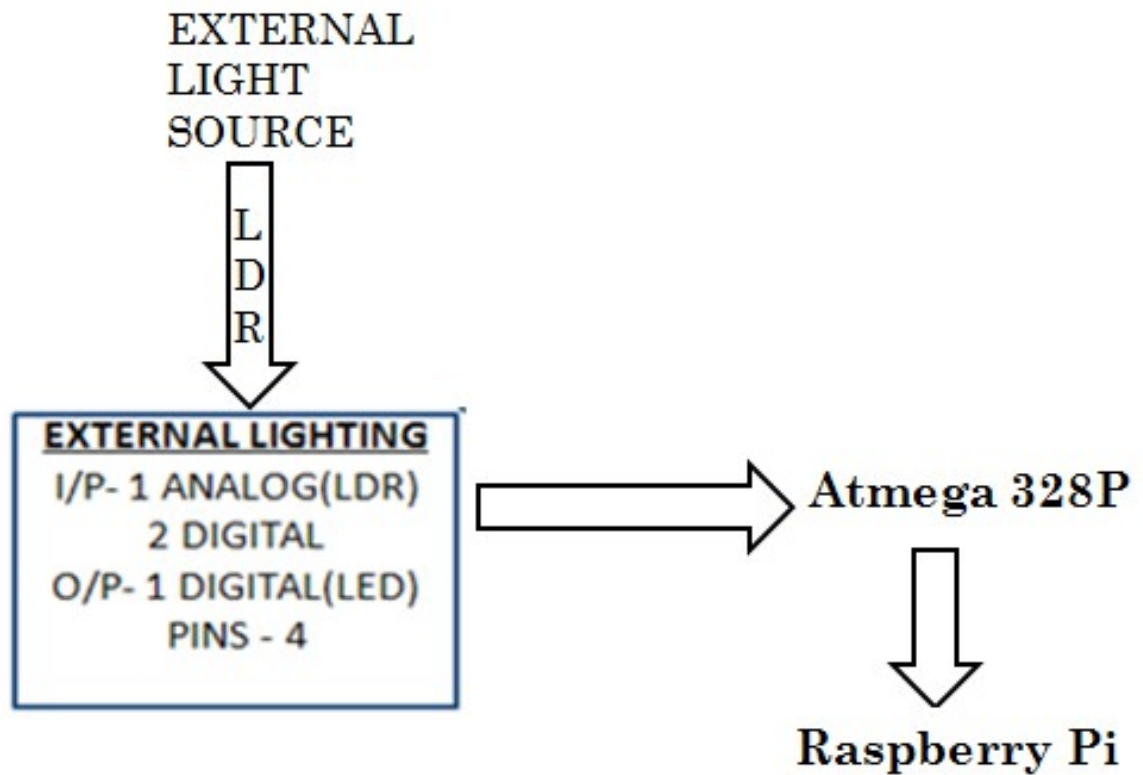 EXTERNAL
LIGHT
SOURCE
L
D
R
EXTERNAL LIGHTING
I/P- 1 ANALOG(LDR)
2 DIGITAL
O/P- 1 DIGITAL(LED)
PINS - 4
Atmega 328P
Raspberry Pi